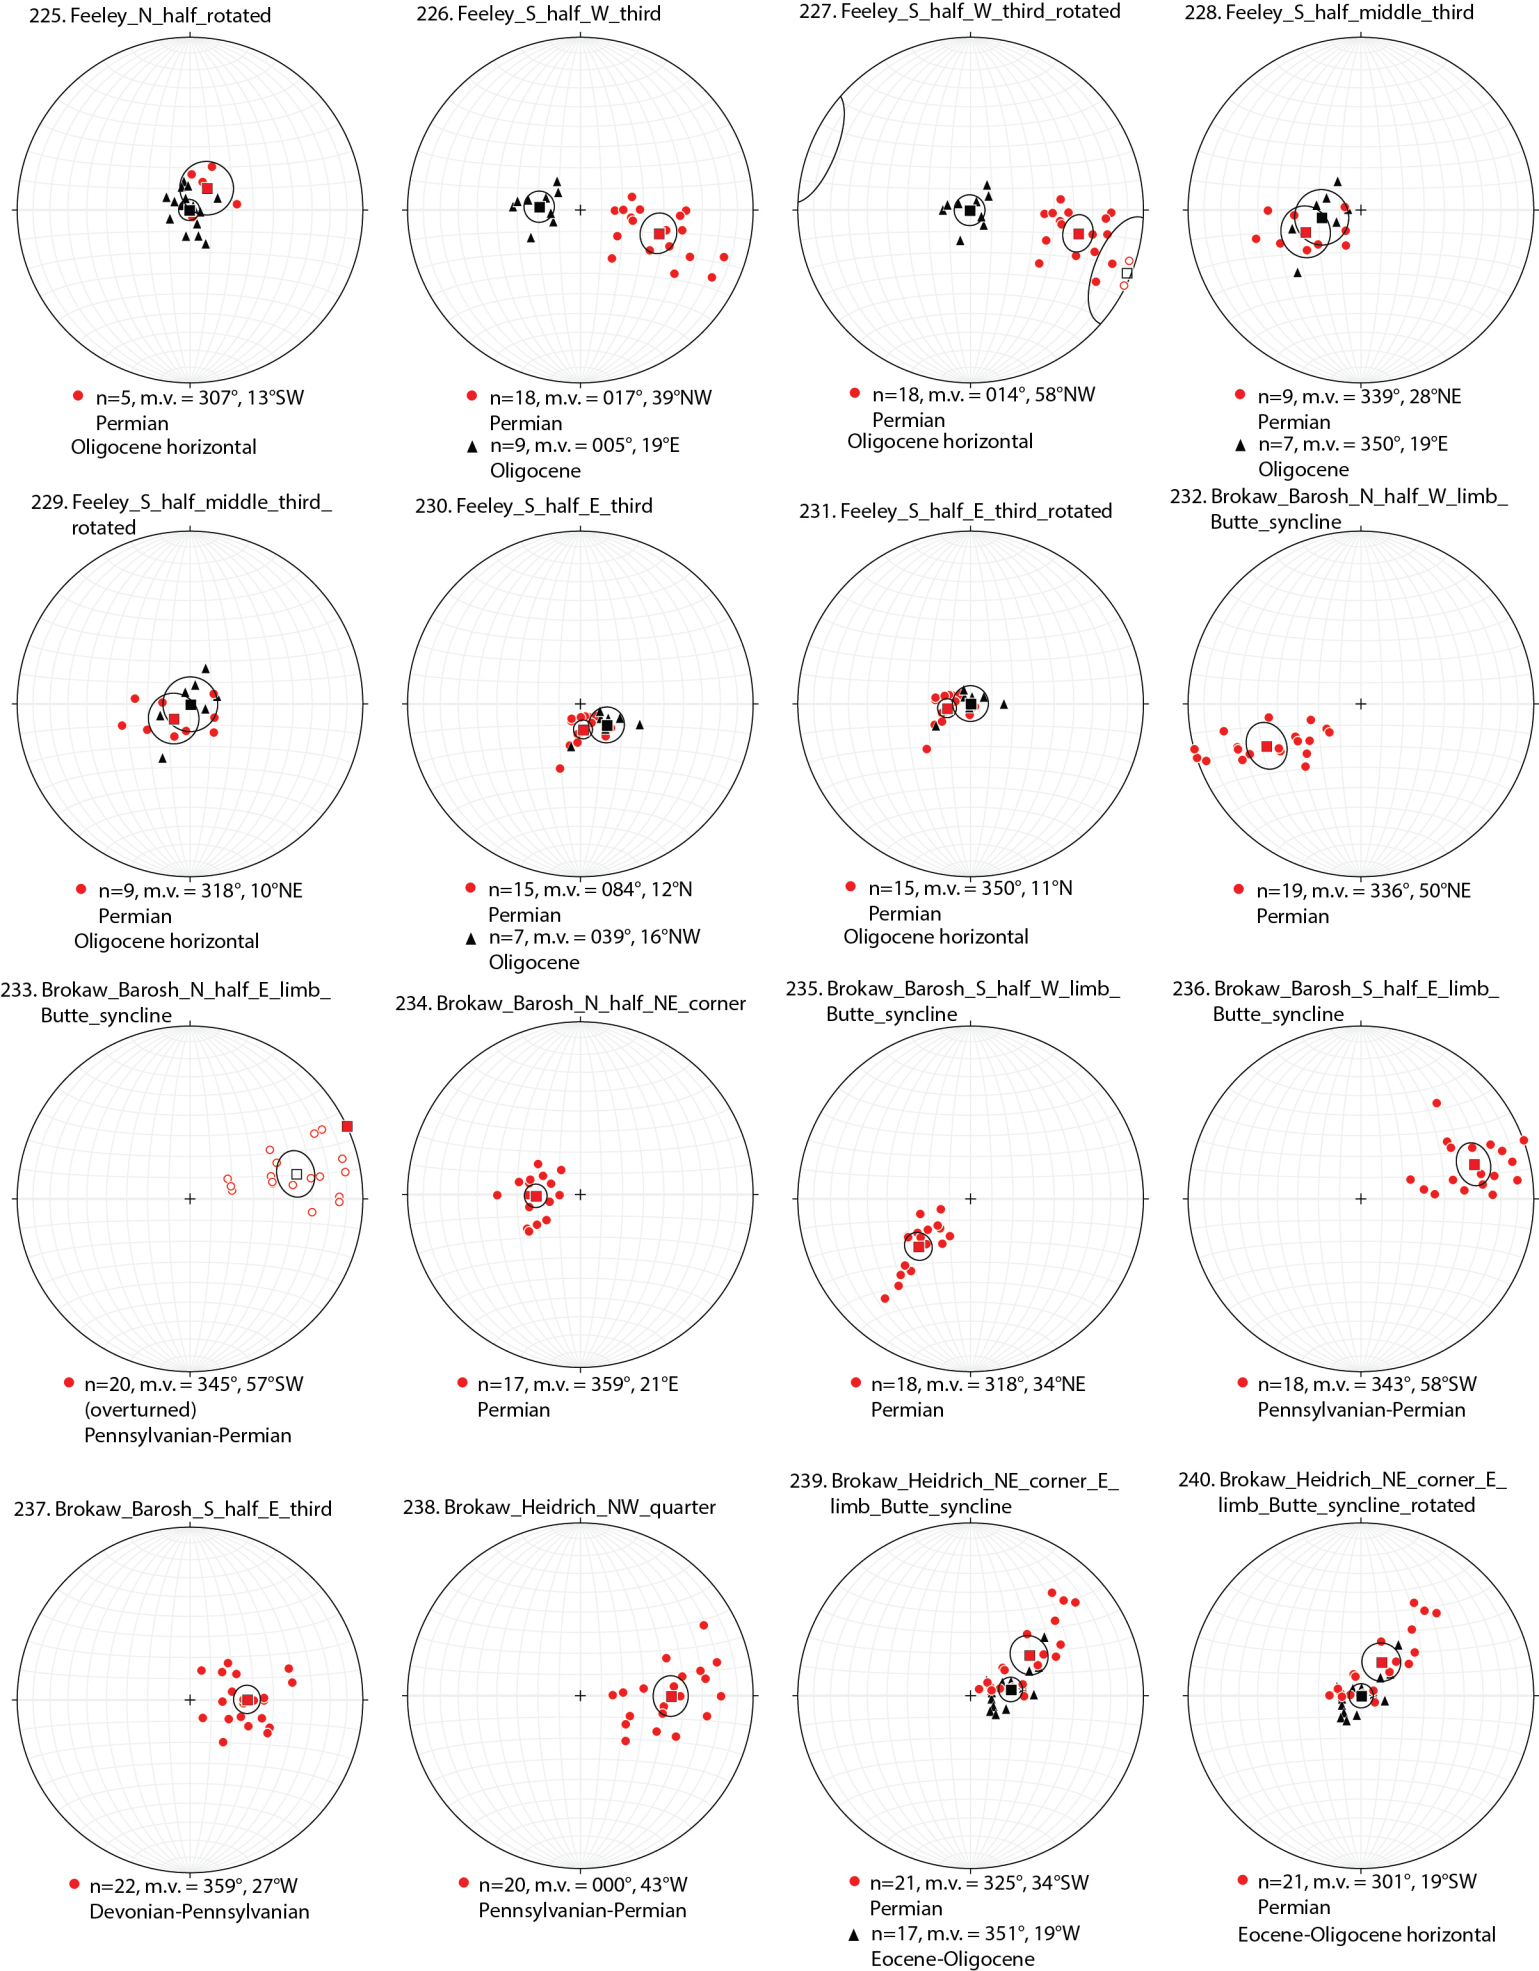 225. Feeley_N_half_rotated
n=5, m.v. = 307°, 13°SW
Permian
Oligocene horizontal
226. Feeley_S_half_W_third
n=18, m.v. = 017°, 39°NW
Permian
n=9, m.v. = 005°, 19°E
Oligocene
227. Feeley_S_half_W_third_rotated
n=18, m.v. = 014°, 58°NW
Permian
Oligocene horizontal
228. Feeley_S_half_middle_third
n=9, m.v. = 339°, 28°NE
Permian
n=7, m.v. = 350°, 19°E
Oligocene
229. Feeley_S_half_middle_third_
rotated
n=9, m.v. = 318°, 10°NE
Permian
Oligocene horizontal
230. Feeley_S_half_E_third
n=15, m.v. = 084°, 12°N
Permian
n=7, m.v. = 039°, 16°NW
Oligocene
231. Feeley_S_half_E_third_rotated
n=15, m.v. = 350°, 11°N
Permian
Oligocene horizontal
232. Brokaw_Barosh_N_half_W_limb_
Butte_syncline
n=19, m.v. = 336°, 50°NE
Permian
233. Brokaw_Barosh_N_half_E_limb_
Butte_syncline
n=20, m.v. = 345°, 57°SW
(overturned)
Pennsylvanian-Permian
234. Brokaw_Barosh_N_half_NE_corner
n=17, m.v. = 359°, 21°E
Permian
235. Brokaw_Barosh_S_half_W_limb_
Butte_syncline
n=18, m.v. = 318°, 34°NE
Permian
236. Brokaw_Barosh_S_half_E_limb_
Butte_syncline
n=18, m.v. = 343°, 58°SW
Pennsylvanian-Permian
237. Brokaw_Barosh_S_half_E_third
n=22, m.v. = 359°, 27°W
Devonian-Pennsylvanian
238. Brokaw_Heidrich_NW_quarter
n=20, m.v. = 000°, 43°W
Pennsylvanian-Permian
239. Brokaw_Heidrich_NE_corner_E_
limb_Butte_syncline
n=21, m.v. = 325°, 34°SW
Permian
n=17, m.v. = 351°, 19°W
Eocene-Oligocene
240. Brokaw_Heidrich_NE_corner_E_
limb_Butte_syncline_rotated
n=21, m.v. = 301°, 19°SW
Permian
Eocene-Oligocene horizontal